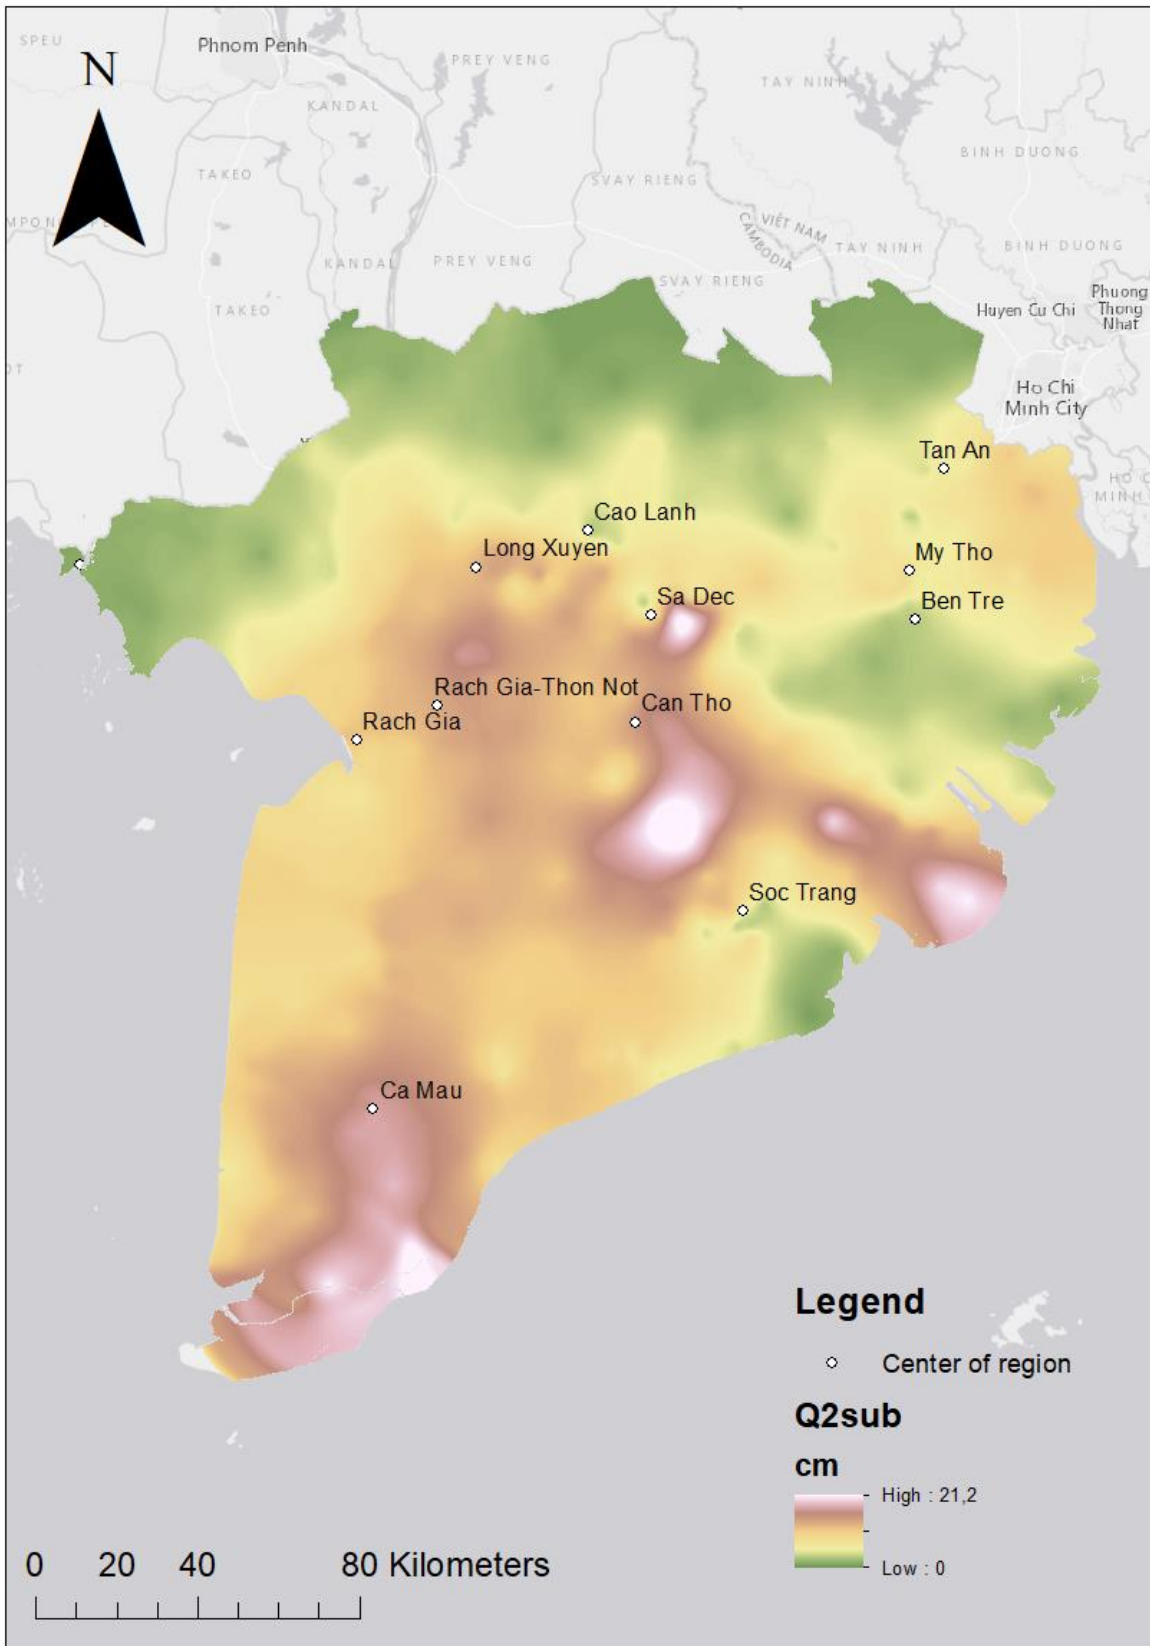 SPEU
Phnom Penh
PREY VENG
N
KANDAL
TAY NINH
BINH DUONG
TAKEO
SVAY RIENG
VIỆT NAM
CAMBODIA
TAY NINH
BINH DUONG
KANDAL
PREY VENG
SVAY RIENG
TAKEO
Huyen Cu Chi
Phuong
Thong
Nhat
Ho Chi
Minh City
Tan An
MINH
Cao Lanh
Long Xuyen
My Tho
Sa Dec
Ben Tre
Rach Gia-Thon Not
Can Tho
Rach Gia
Soc Trang
Ca Mau
Legend
Center of region
Q2sub
cm
High : 21,2
Low : 0
0 20 40 80 Kilometers